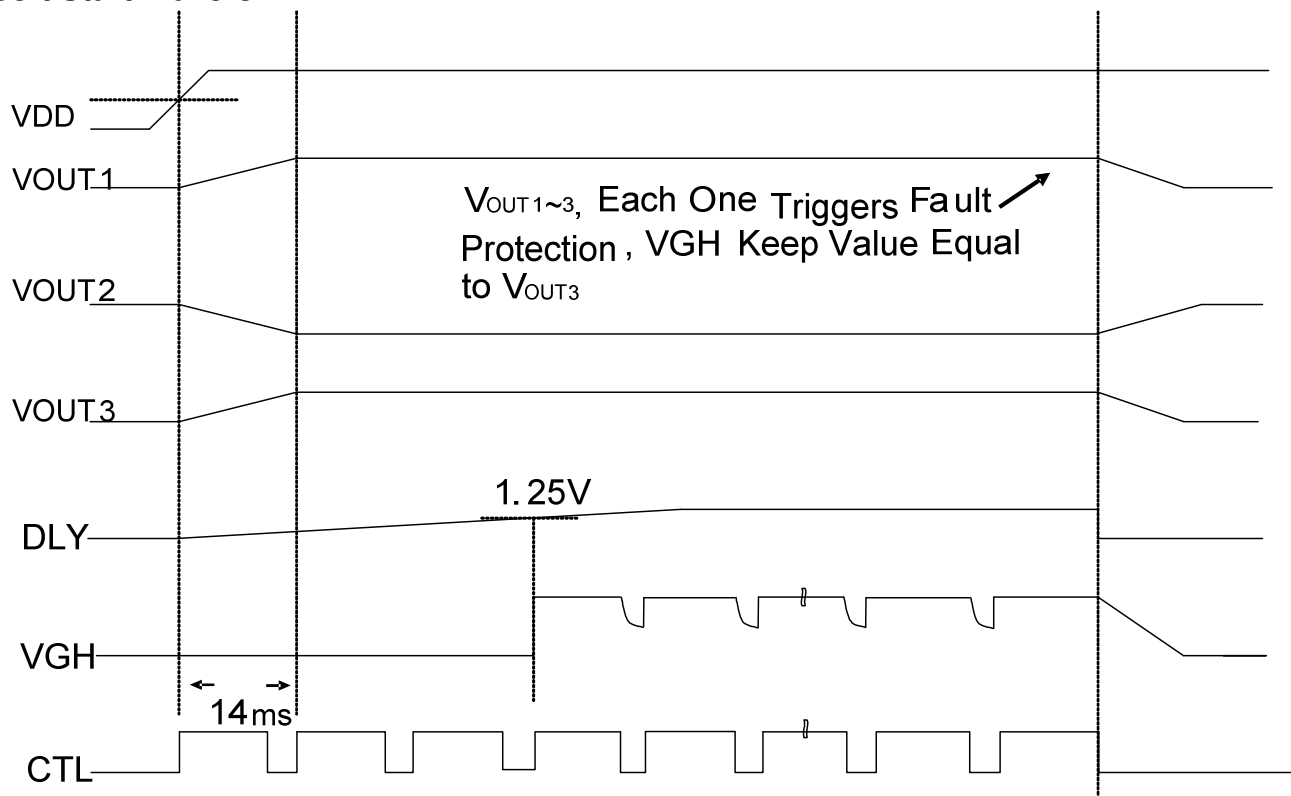 VDD
VOUT1
VOUT1~3, Each One Triggers Fault
Protection, VGH Keep Value Equal
to VOUT3
VOUT2
VOUT3
1.25V
DLY
VGH
14ms
CTL